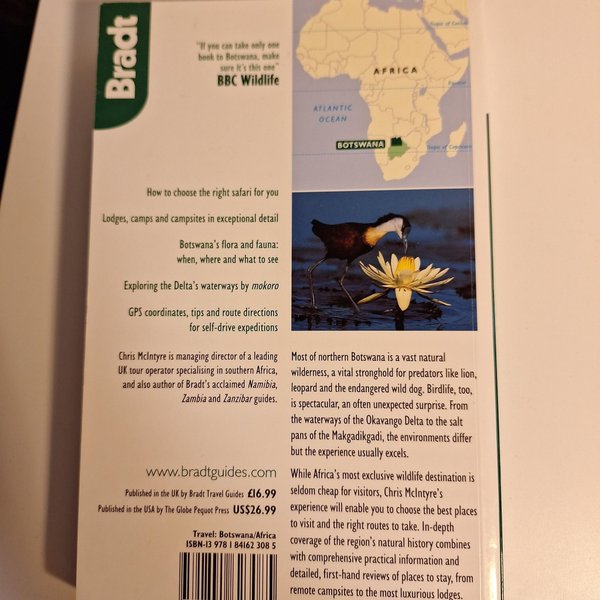 Bradt
"If you can take only one
book to Botswana, make
sure it's this one"
BBC Wildlife
How to choose the right safari for you
Lodges, camps and campsites in exceptional detail
Botswana's flora and fauna:
when, where and what to see
Exploring the Delta's waterways by mokoro
GPS coordinates, tips and route directions
for self-drive expeditions
Chris McIntyre is managing director of a leading
UK tour operator specialising in southern Africa,
and also author of Bradt's acclaimed Namibia,
Zambia and Zanzibar guides.
www.bradtguides.com
Published in the UK by Bradt Travel Guides £16.99
Published in the USA by The Globe Pequot Press US$26.99
Travel: Botswana/Africa
ISBN-13 978 1 84162 308 5
Tropic of Cancer
AFRICA
Equator
ATLANTIC
OCEAN
BOTSWANA
Tropic of Capricorn
Most of northern Botswana is a vast natural
wilderness, a vital stronghold for predators like lion,
leopard and the endangered wild dog. Birdlife, too,
is spectacular, an often unexpected surprise. From
the waterways of the Okavango Delta to the salt
pans of the Makgadikgadi, the environments differ
but the experience usually excels.
While Africa's most exclusive wildlife destination is
seldom cheap for visitors, Chris McIntyre's
experience will enable you to choose the best places
to visit and the right routes to take. In-depth
coverage of the region's natural history combines
with comprehensive practical information and
detailed, first-hand reviews of places to stay, from
remote campsites to the most luxurious lodges.